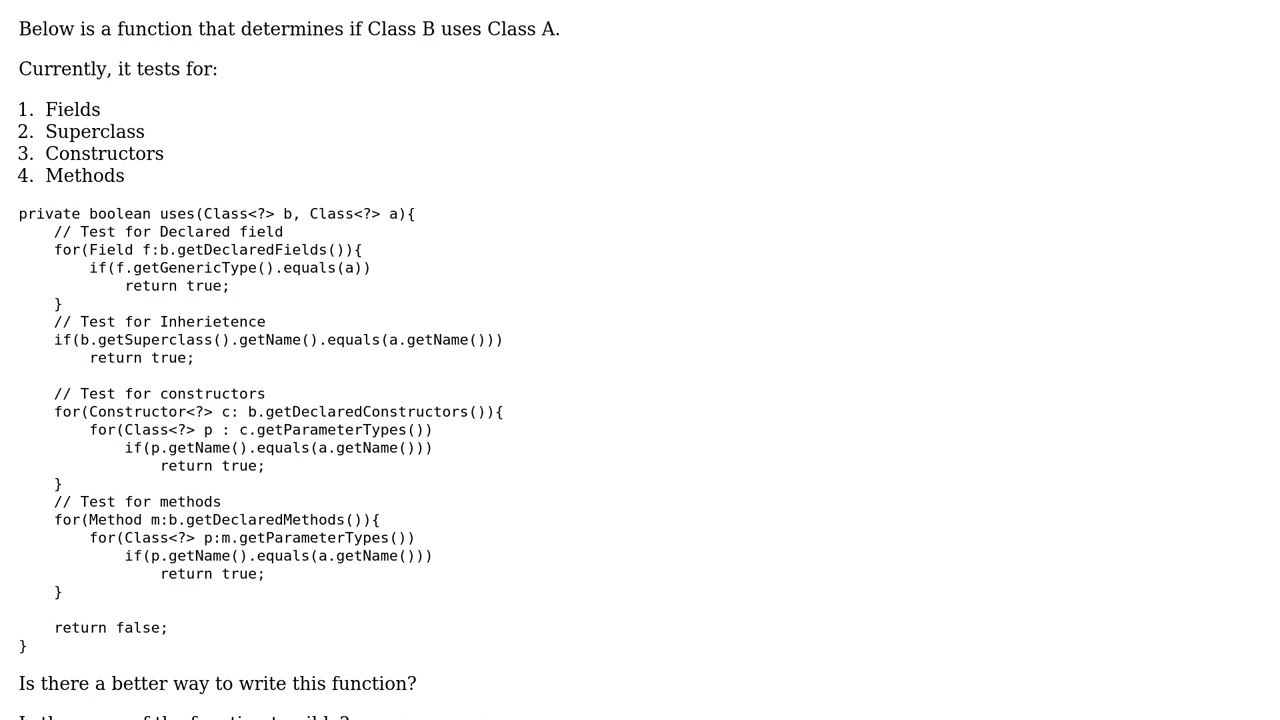 Below is a function that determines if Class B uses Class A.
Currently, it tests for:
1. Fields
2. Superclass
3. Constructors
4. Methods
private boolean uses(Class<?> b, Class<?> a){
    // Test for Declared field
    for(Field f:b.getDeclaredFields()){
        if(f.getGenericType().equals(a))
            return true;
    }
    // Test for Inherietence
    if(b.getSuperclass().getName().equals(a.getName()))
        return true;

    // Test for constructors
    for(Constructor<?> c: b.getDeclaredConstructors()){
        for(Class<?> p : c.getParameterTypes())
            if(p.getName().equals(a.getName()))
                return true;
    }
    // Test for methods
    for(Method m:b.getDeclaredMethods()){
        for(Class<?> p:m.getParameterTypes())
            if(p.getName().equals(a.getName()))
                return true;
    }

    return false;
}
Is there a better way to write this function?